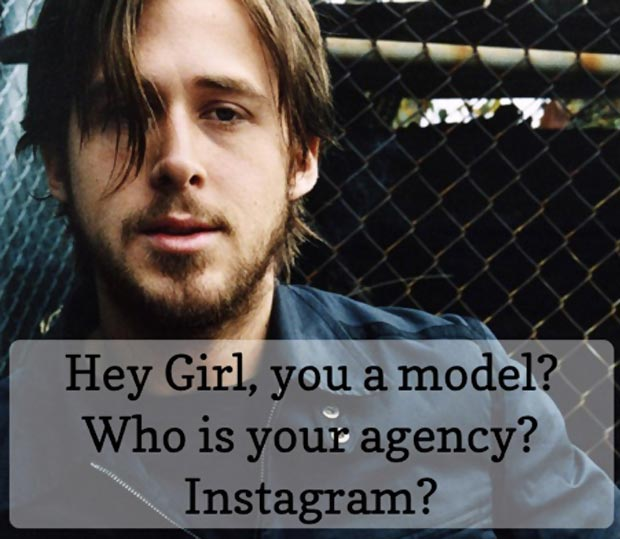 Hey Girl, you a model?
Who is your agency?
Instagram?